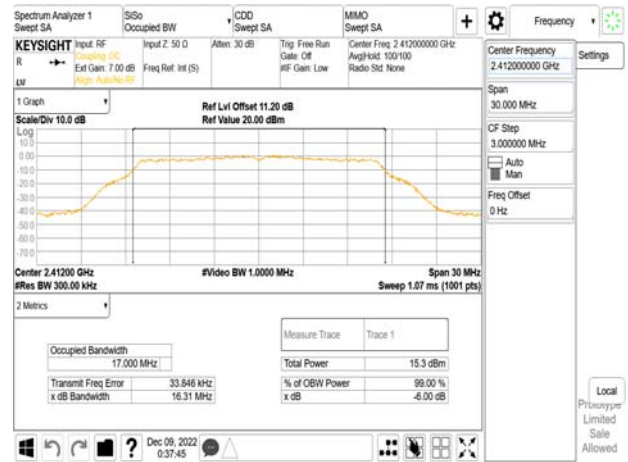 Spectrum Analyzer 1
Swept SA
SiSo
Occupied BW
CDD
Swept SA
MIMO
Swept SA
Frequency
KEYSIGHT
R
LW
Input: RF
Coupling: DC
Ext Gain: 7.00 dB
Align: Auto/No RF
Input Z: 50 Ω
Freq Ref: Int (S)
Atten: 30 dB
Trig: Free Run
Gate: Off
#IF Gain: Low
Center Freq: 2.412000000 GHz
Avg|Hold: 100/100
Radio Std: None
Center Frequency
2.412000000 GHz
Settings
Span
30.000 MHz
CF Step
3.000000 MHz
Auto
Man
Freq Offset
0 Hz
1 Graph
Scale/Div 10.0 dB
Ref Lvl Offset 11.20 dB
Ref Value 20.00 dBm
Log
10.0
0.00
-10.0
-20.0
-30.0
-40.0
-50.0
-60.0
-70.0
Center 2.41200 GHz
#Res BW 300.00 kHz
#Video BW 1.0000 MHz
Span 30 MHz
Sweep 1.07 ms (1001 pts)
2 Metrics
Measure Trace
Trace 1
Occupied Bandwidth
17.000 MHz
Total Power
15.3 dBm
Transmit Freq Error
33.846 kHz
% of OBW Power
99.00 %
x dB Bandwidth
16.31 MHz
x dB
-6.00 dB
Local
Prototype
Limited
Sale
Allowed
?
Dec 09, 2022
0:37:45